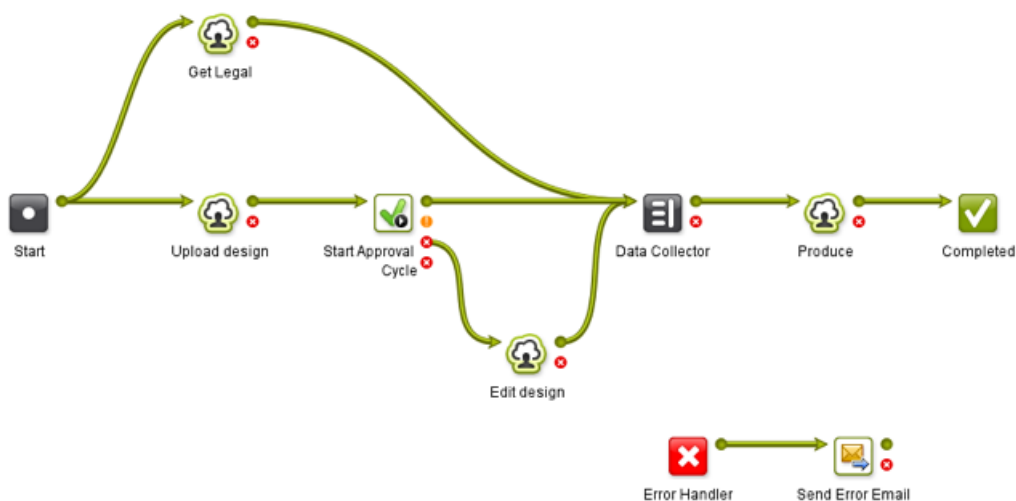 Get Legal
Start
Upload design
Start Approval
Cycle
Data Collector
Produce
Completed
Edit design
Error Handler
Send Error Email